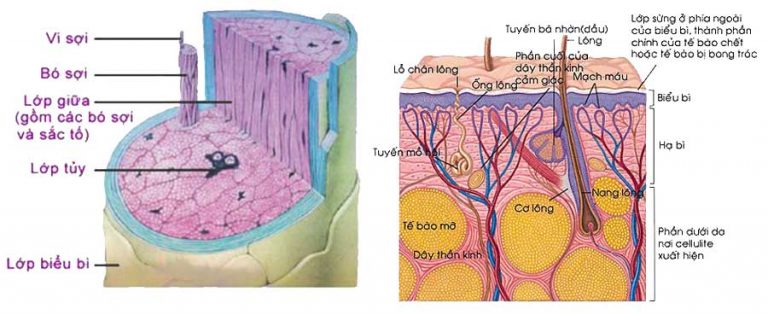 Vi sợi
Bó sợi
Lớp giữa
(gồm các bó sợi
và sắc tố)
Lớp tủy
Lớp biểu bì
Tuyến bã nhờn(dầu)
Lông
Phần cuối của
dây thần kinh
cảm giác
Mạch máu
Lỗ chân lông
Ống lông
Tuyến mồ hôi
Cơ lông
Nang lông
Tế bào mỡ
Dây thần kinh
Lớp sừng ở phía ngoài
của biểu bì, thành phần
chính của tế bào chết
hoặc tế bào bị bong tróc
Biểu bì
Hạ bì
Phần dưới da
nơi cellulite
xuất hiện